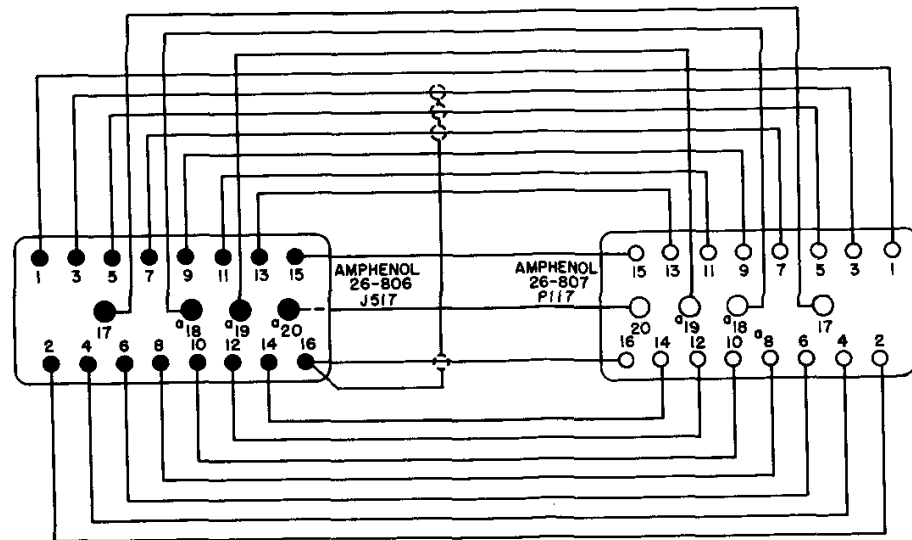 1 3 5 7 9 11 13 15
AMPHENOL
26-806
J517
17 a18 a19 a20
2 4 6 8 10 12 14 16
AMPHENOL
26-807
P117
15 13 11 9 7 5 3 1
20 a19 a18 17
16 14 12 10 a8 6 4 2